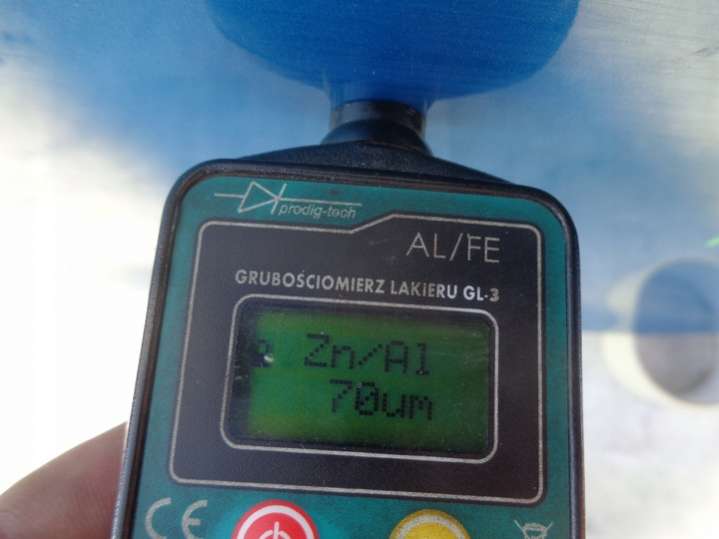 prodig-tech
AL/FE
GRUBOŚCIOMIERZ LAKIERU GL-3
Zn/Al
70um
CE